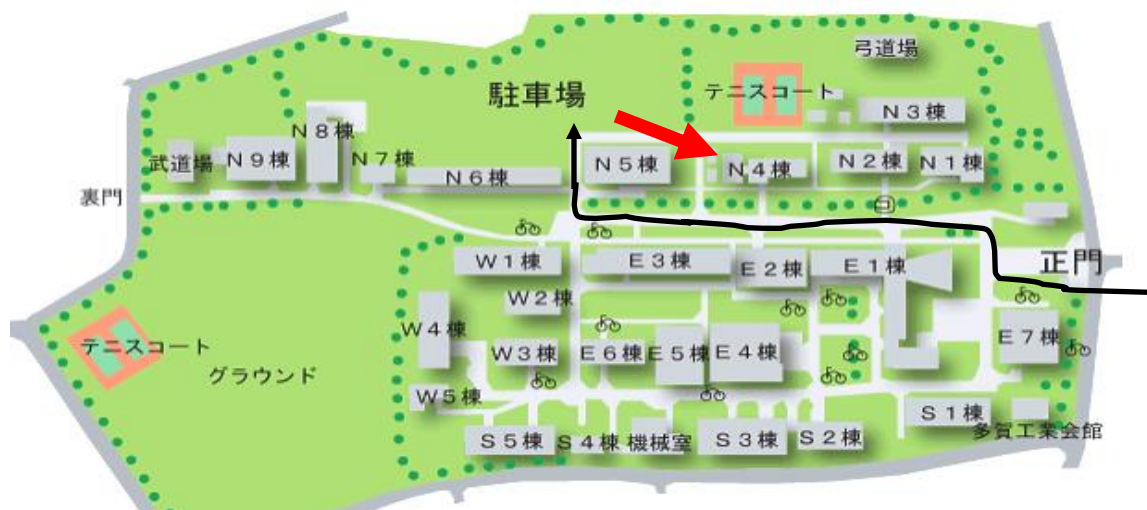 弓道場
駐車場
テニスコート
N3棟
N8棟
武道場
N9棟
N7棟
N6棟
N5棟
N4棟
N2棟
N1棟
裏門
正門
W1棟
E3棟
E2棟
E1棟
W2棟
W4棟
E7棟
テニスコート
グラウンド
W3棟
E6棟
E5棟
E4棟
W5棟
S1棟
多賀工業会館
S5棟
S4棟
機械室
S3棟
S2棟